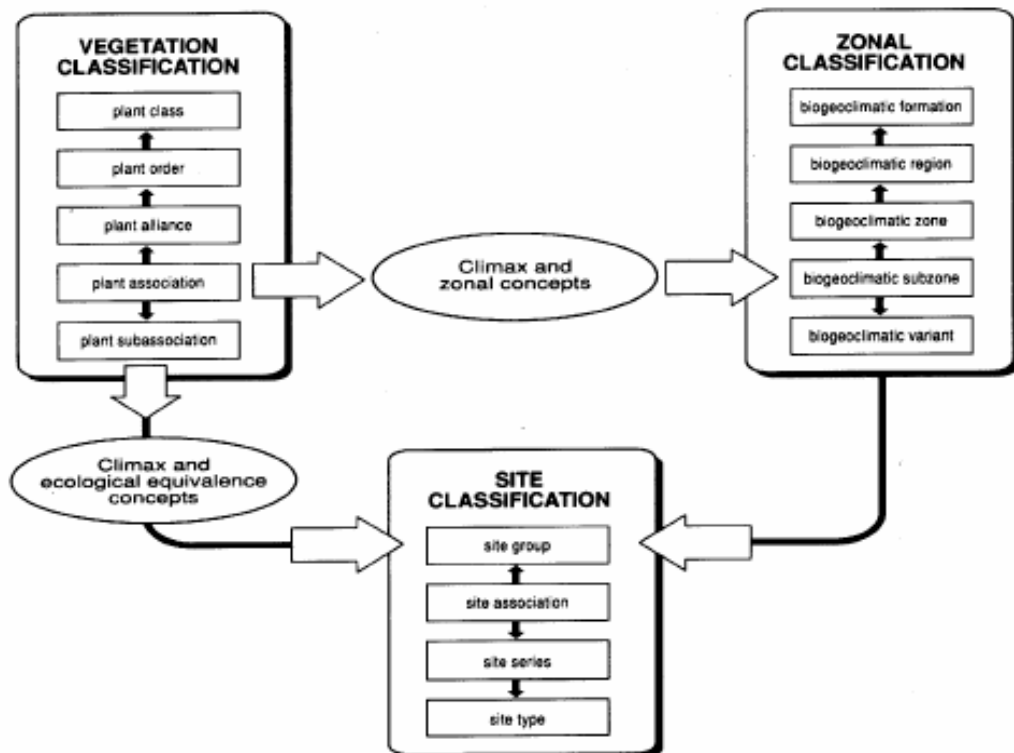 VEGETATION
CLASSIFICATION
plant class
plant order
plant alliance
plant association
plant subassociation
Climax and
zonal concepts
ZONAL
CLASSIFICATION
biogeoclimatic formation
biogeoclimatic region
biogeoclimatic zone
biogeoclimatic subzone
biogeoclimatic variant
Climax and
ecological equivalence
concepts
SITE
CLASSIFICATION
site group
site association
site series
site type